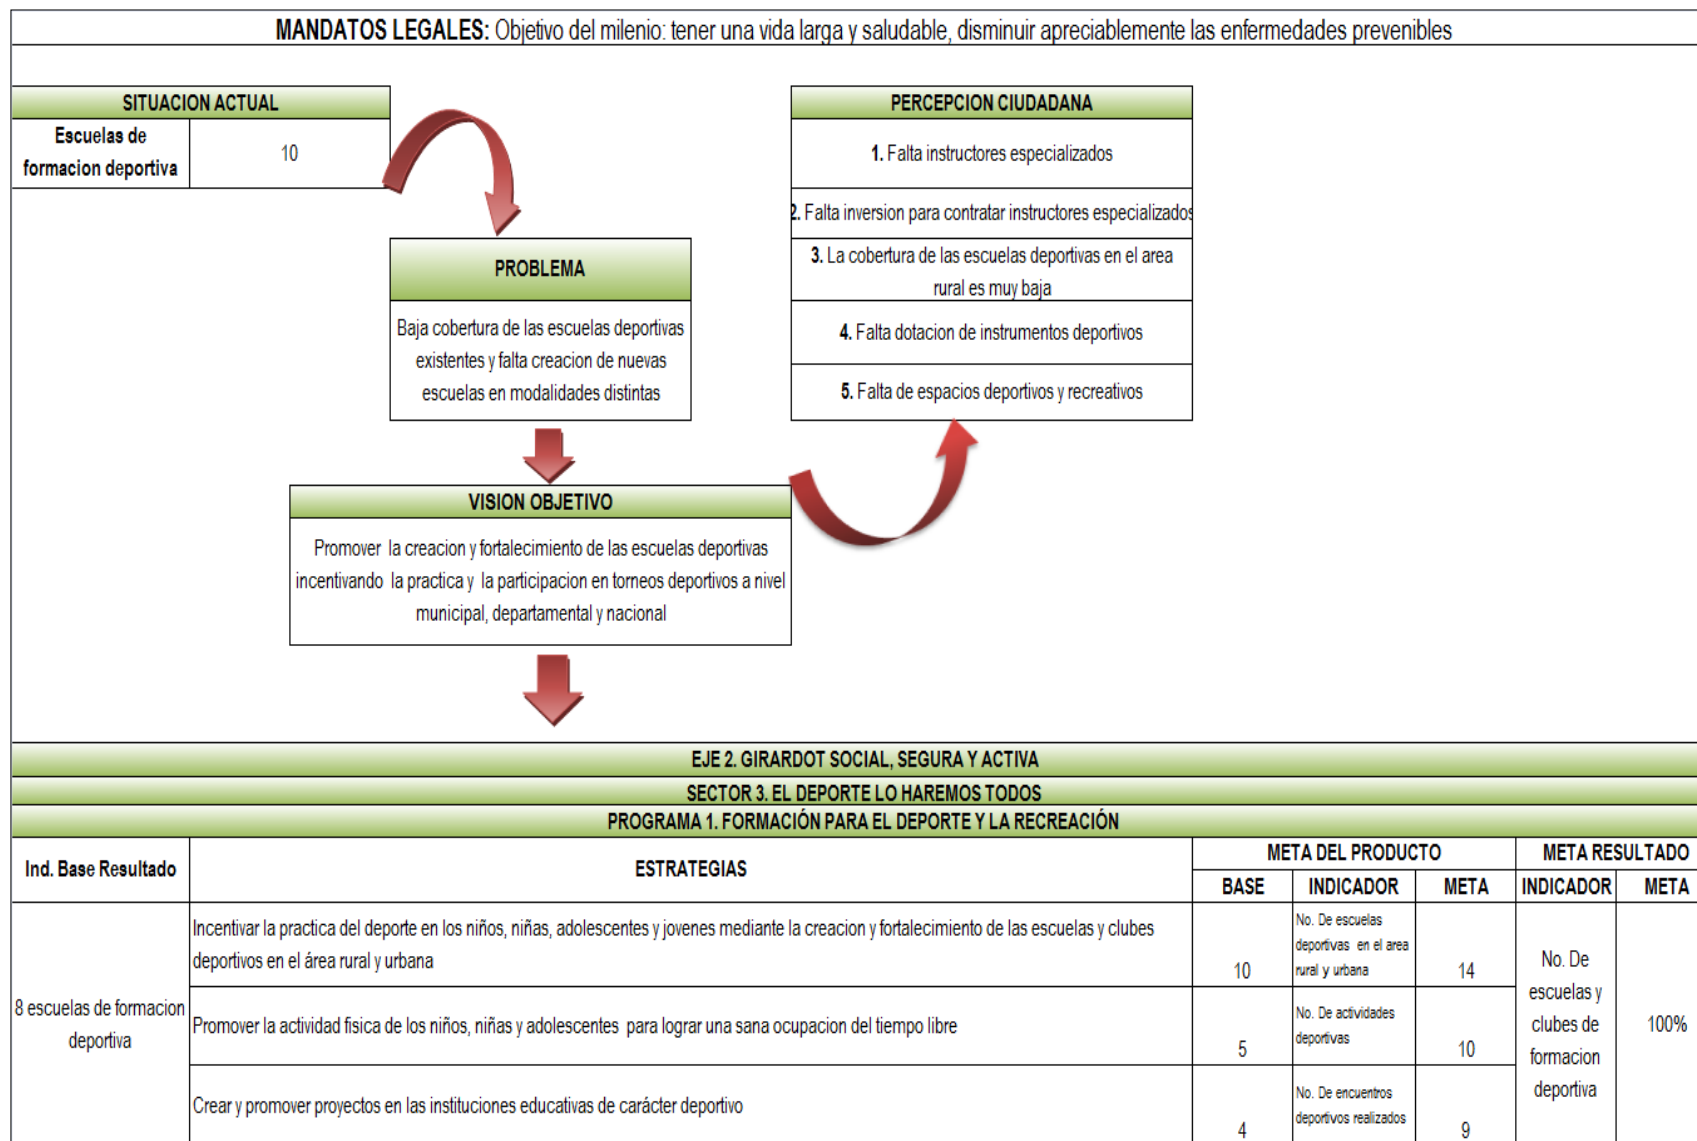 MANDATOS LEGALES: Objetivo del milenio: tener una vida larga y saludable, disminuir apreciablemente las enfermedades prevenibles
SITUACION ACTUAL
Escuelas de
formacion deportiva
10
PERCEPCION CIUDADANA
1. Falta instructores especializados
2. Falta inversion para contratar instructores especializados
3. La cobertura de las escuelas deportivas en el area
rural es muy baja
4. Falta dotacion de instrumentos deportivos
5. Falta de espacios deportivos y recreativos
PROBLEMA
Baja cobertura de las escuelas deportivas
existentes y falta creacion de nuevas
escuelas en modalidades distintas
VISION OBJETIVO
Promover la creacion y fortalecimiento de las escuelas deportivas
incentivando la practica y la participacion en torneos deportivos a nivel
municipal, departamental y nacional
EJE 2. GIRARDOT SOCIAL, SEGURA Y ACTIVA
SECTOR 3. EL DEPORTE LO HAREMOS TODOS
PROGRAMA 1. FORMACIÓN PARA EL DEPORTE Y LA RECREACIÓN
Ind. Base Resultado
ESTRATEGIAS
META DEL PRODUCTO
META RESULTADO
BASE
INDICADOR
META
INDICADOR
META
8 escuelas de formacion
deportiva
Incentivar la practica del deporte en los niños, niñas, adolescentes y jovenes mediante la creacion y fortalecimiento de las escuelas y clubes
deportivos en el área rural y urbana
10
No. De escuelas
deportivas en el area
rural y urbana
14
Promover la actividad fisica de los niños, niñas y adolescentes para lograr una sana ocupacion del tiempo libre
5
No. De actividades
deportivas
10
Crear y promover proyectos en las instituciones educativas de carácter deportivo
4
No. De encuentros
deportivos realizados
9
No. De
escuelas y
clubes de
formacion
deportiva
100%